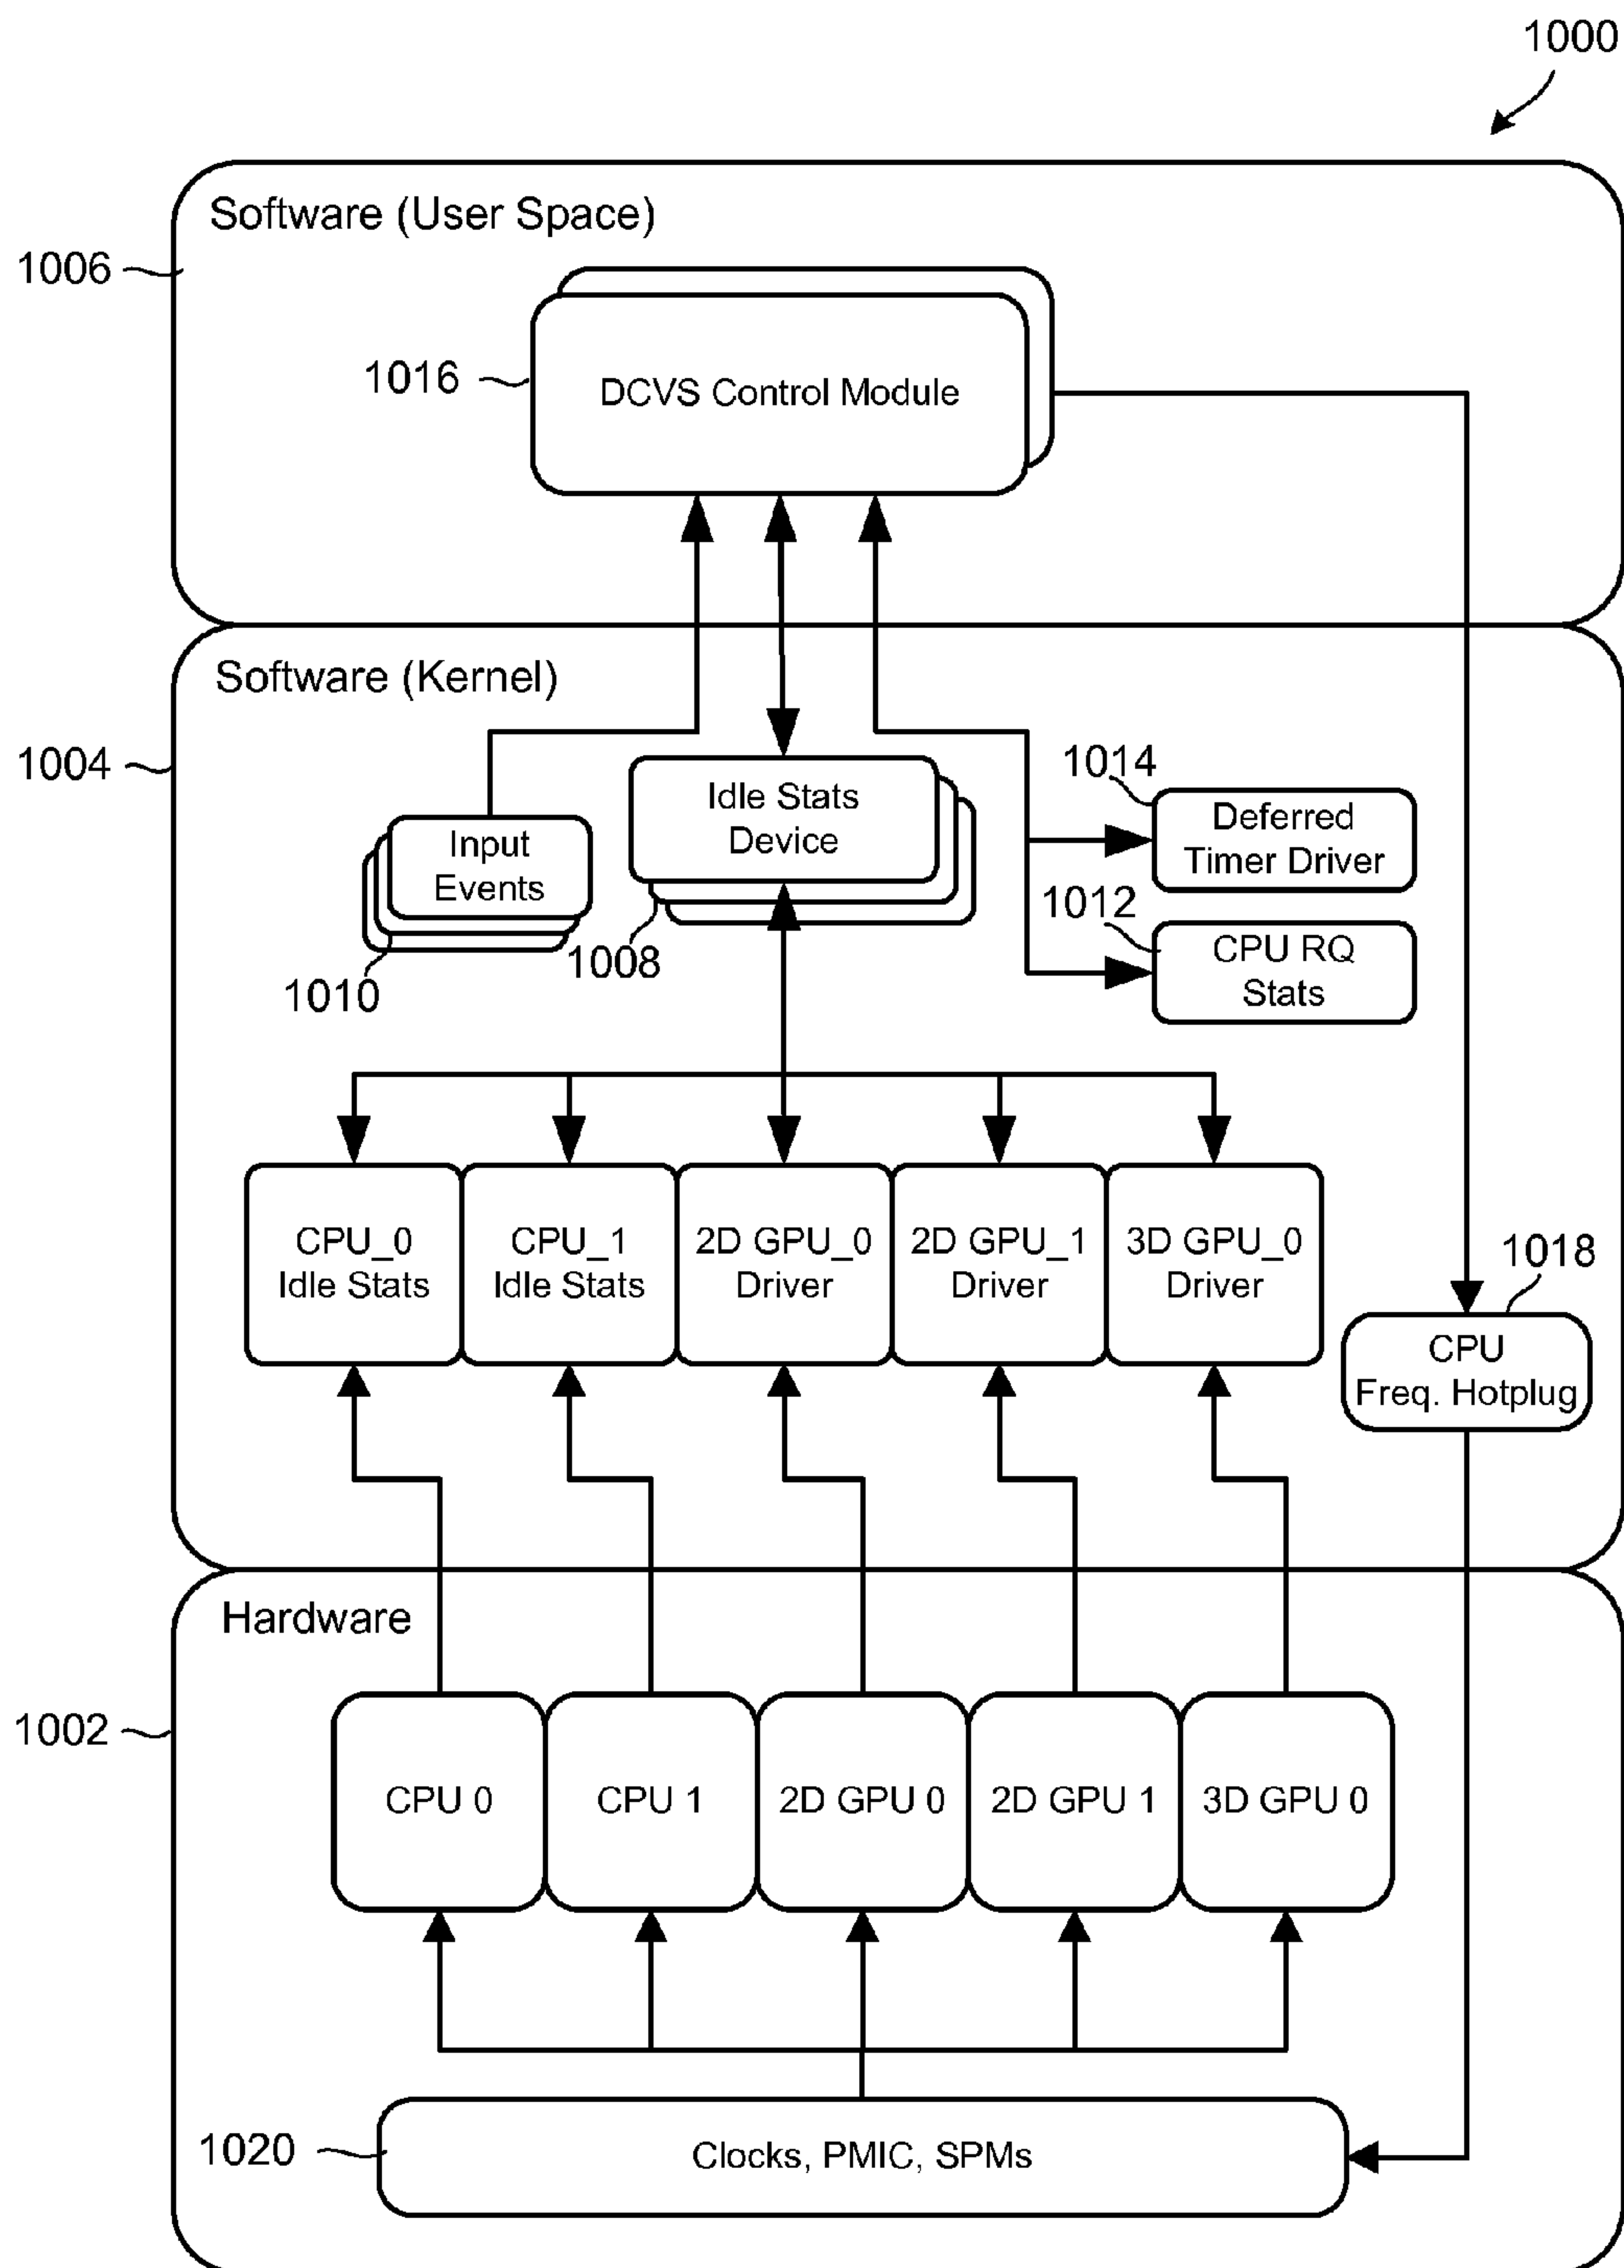 1000
Software (User Space)
1006
1016
DCVS Control Module
Software (Kernel)
1004
Input
Events
1010
Idle Stats
Device
1008
1014
Deferred
Timer Driver
1012
CPU RQ
Stats
CPU_0
Idle Stats
CPU_1
Idle Stats
2D GPU_0
Driver
2D GPU_1
Driver
3D GPU_0
Driver
1018
CPU
Freq. Hotplug
Hardware
1002
CPU 0
CPU 1
2D GPU 0
2D GPU 1
3D GPU 0
1020
Clocks, PMIC, SPMs